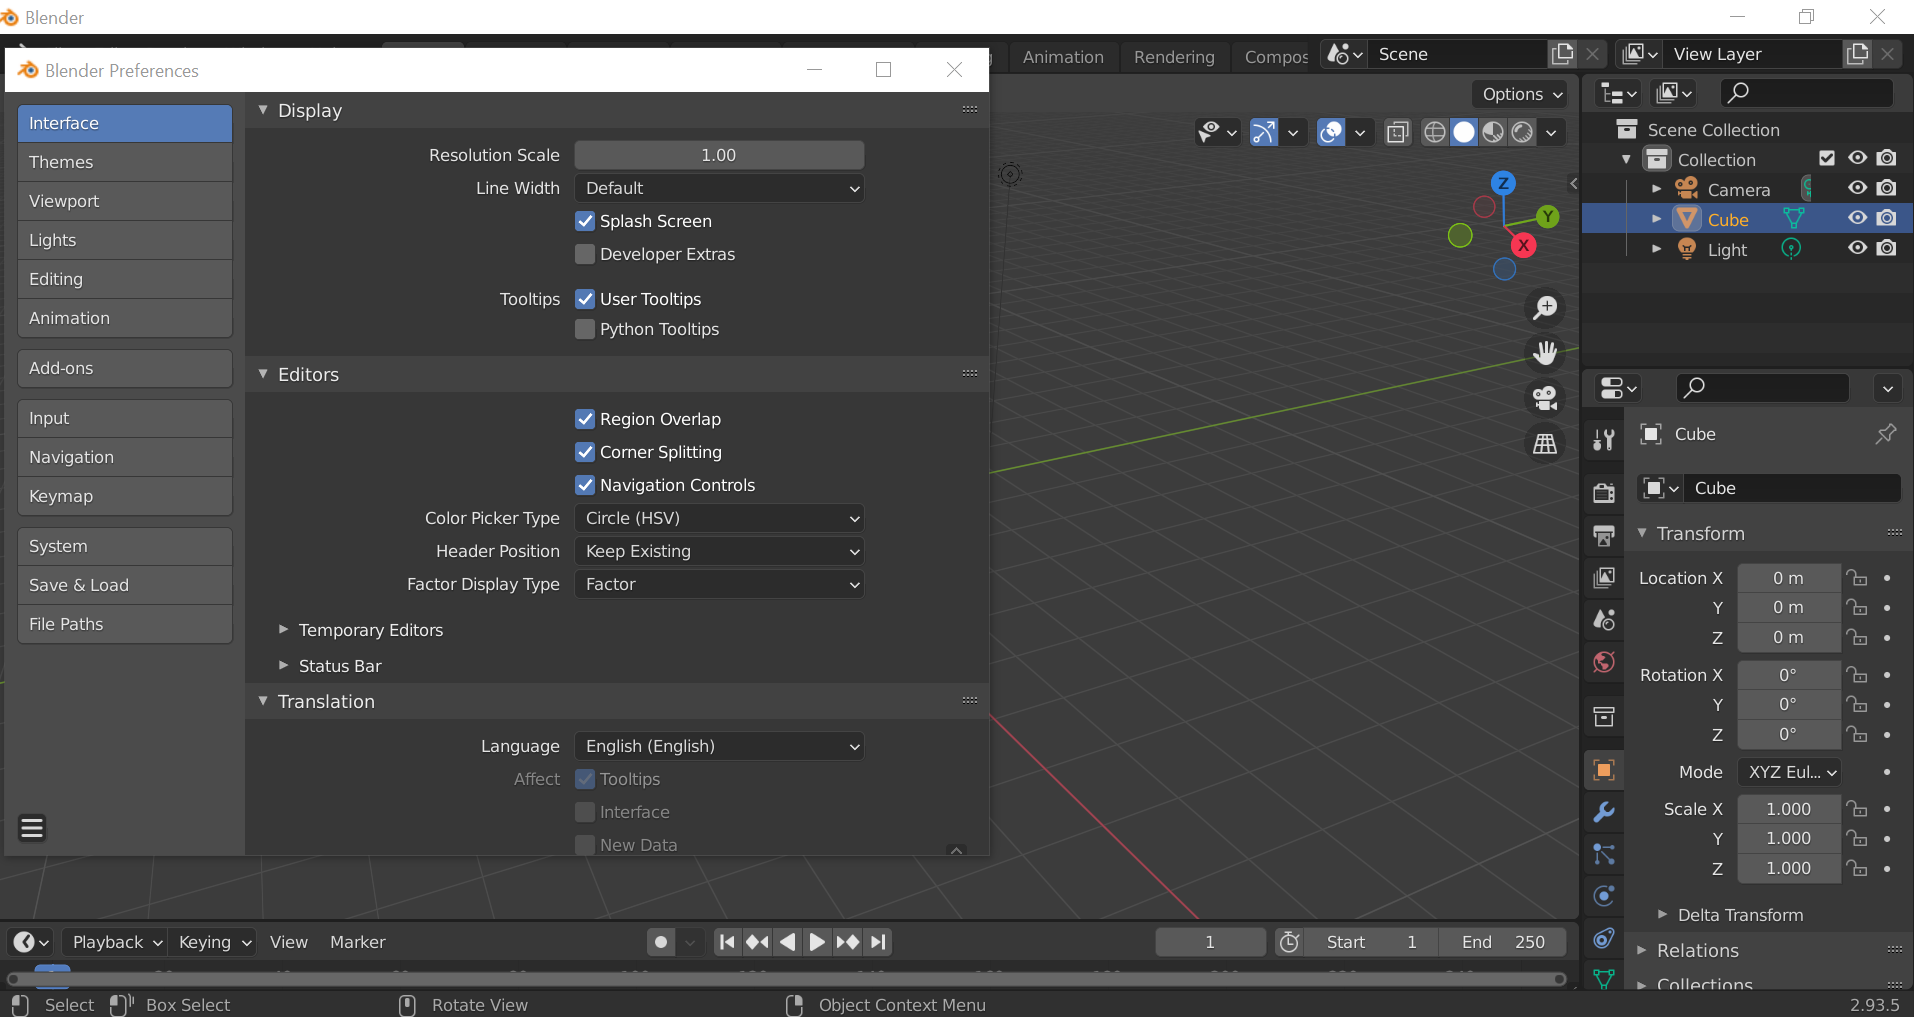 Blender
Blender Preferences
Animation
Rendering
Compos
Scene
View Layer
Interface
Themes
Viewport
Lights
Editing
Animation
Add-ons
Input
Navigation
Keymap
System
Save & Load
File Paths
Display
Resolution Scale 1.00
Line Width Default
Splash Screen
Developer Extras
Tooltips User Tooltips
Python Tooltips
Editors
Region Overlap
Corner Splitting
Navigation Controls
Color Picker Type Circle (HSV)
Header Position Keep Existing
Factor Display Type Factor
Temporary Editors
Status Bar
Translation
Language English (English)
Affect Tooltips
Interface
New Data
Options
Z
Y
X
Scene Collection
Collection
Camera
Cube
Light
Cube
Cube
Transform
Location X 0 m
Y 0 m
Z 0 m
Rotation X 0°
Y 0°
Z 0°
Mode XYZ Eul...
Scale X 1.000
Y 1.000
Z 1.000
Delta Transform
Relations
Collections
Playback Keying View Marker
1 Start 1 End 250
Select Box Select Rotate View Object Context Menu 2.93.5